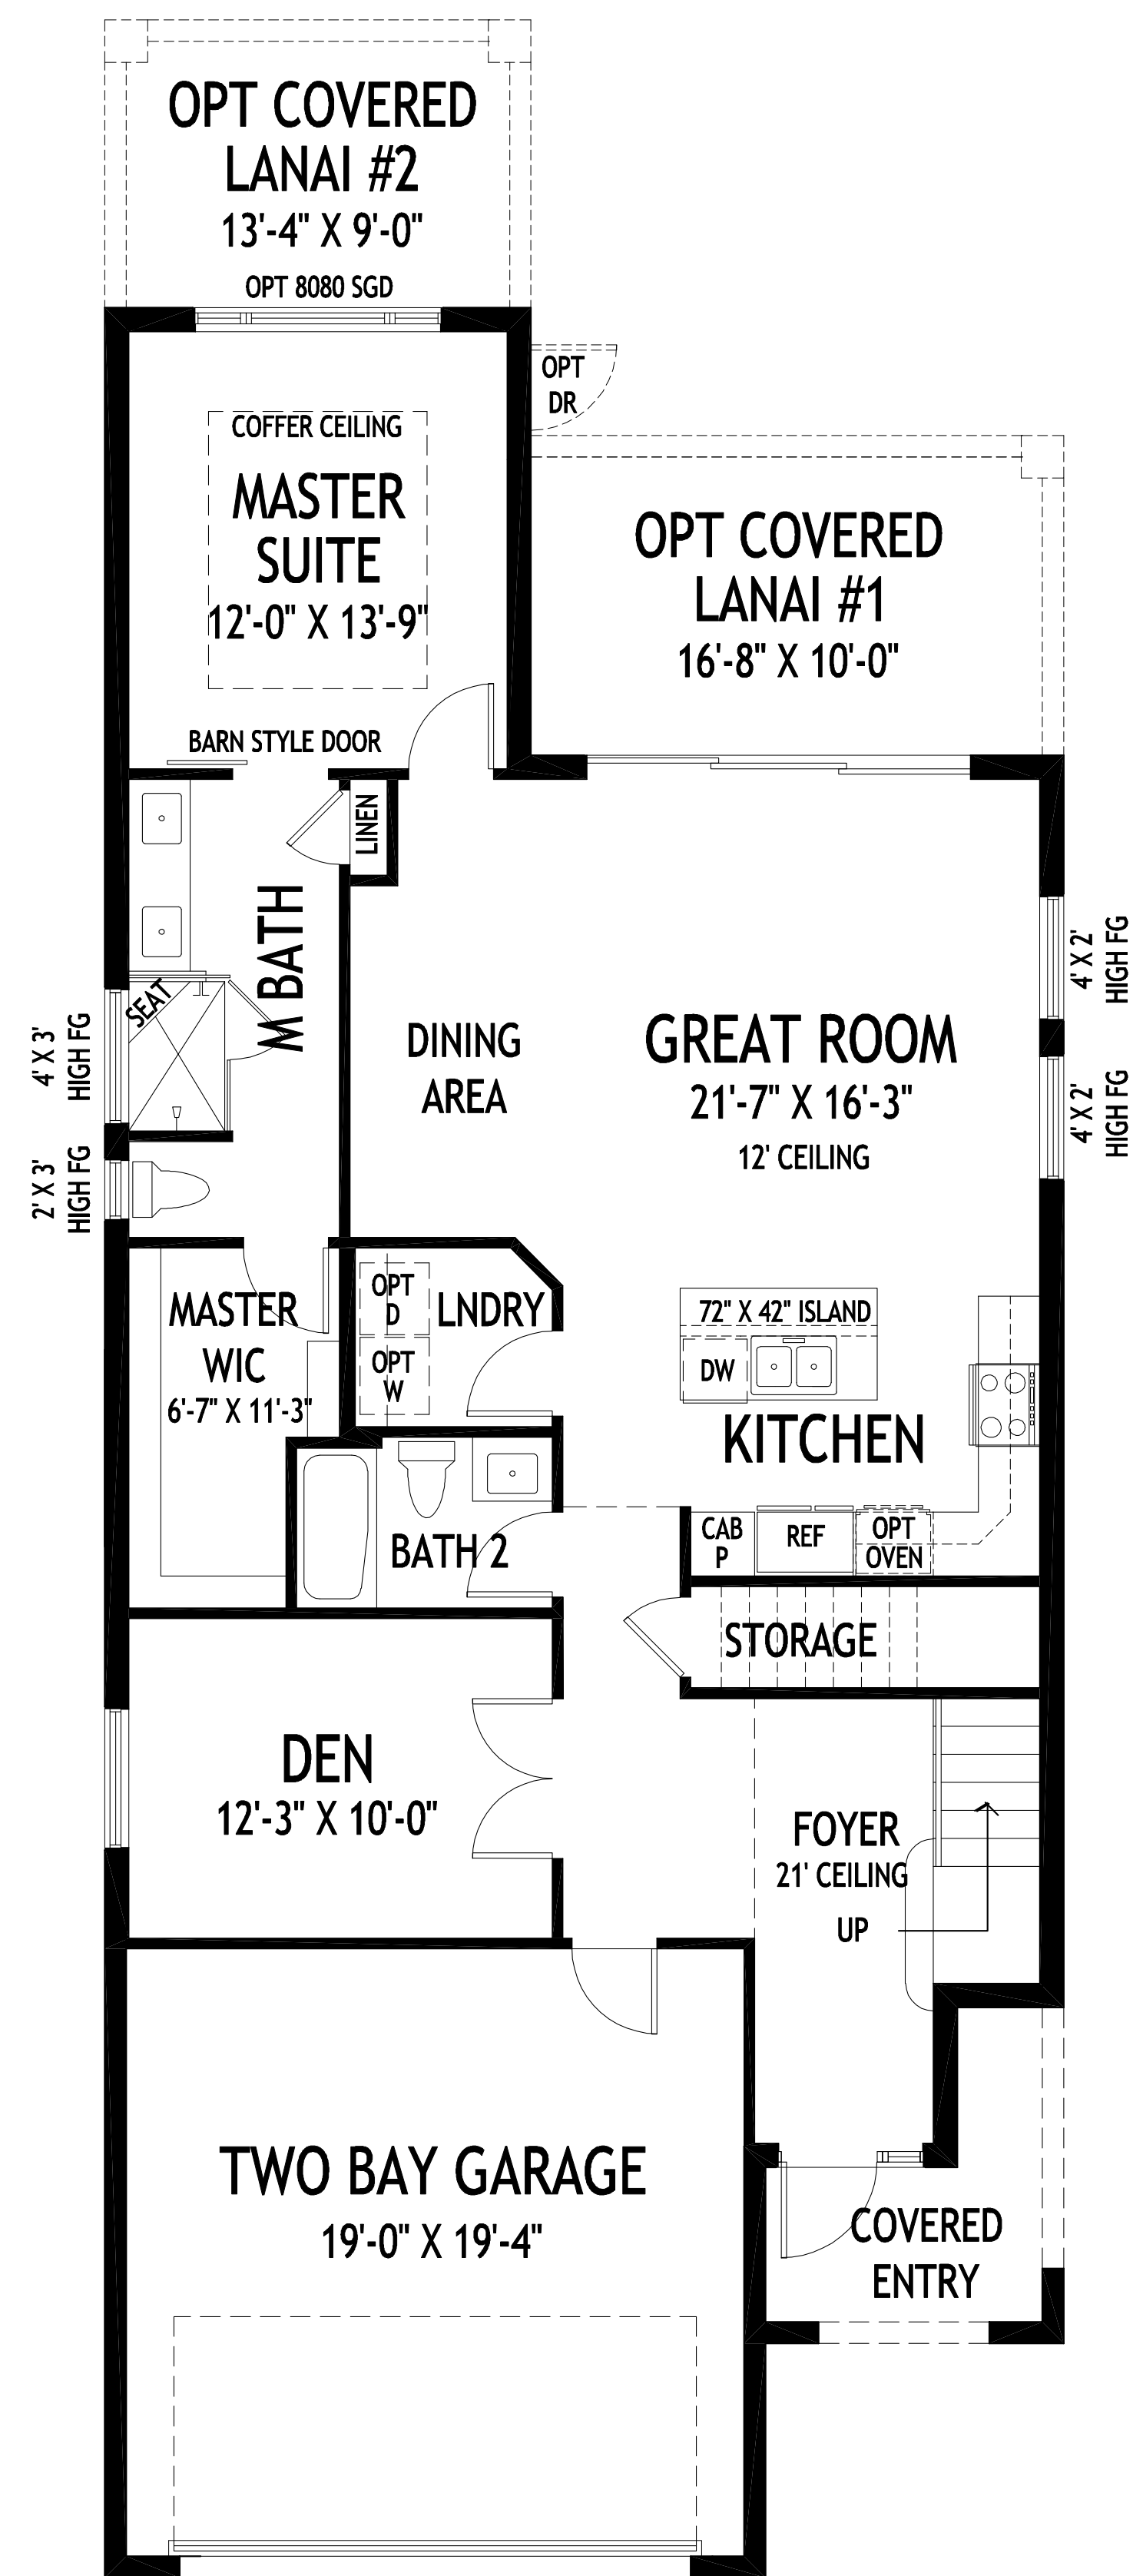 OPT COVERED
LANAI #2
13'-4" X 9'-0"
OPT 8080 SGD
OPT
DR
COFFER CEILING
MASTER
SUITE
12'-0" X 13'-9"
OPT COVERED
LANAI #1
16'-8" X 10'-0"
BARN STYLE DOOR
LINEN
M BATH
SEAT
4' X 3'
HIGH FG
2' X 3'
HIGH FG
DINING
AREA
GREAT ROOM
21'-7" X 16'-3"
12' CEILING
4' X 2'
HIGH FG
4' X 2'
HIGH FG
MASTER
WIC
6'-7" X 11'-3"
OPT
D
OPT
W
LNDRY
72" X 42" ISLAND
DW
KITCHEN
CAB
P
REF
OPT
OVEN
BATH 2
STORAGE
DEN
12'-3" X 10'-0"
FOYER
21' CEILING
UP
TWO BAY GARAGE
19'-0" X 19'-4"
COVERED
ENTRY